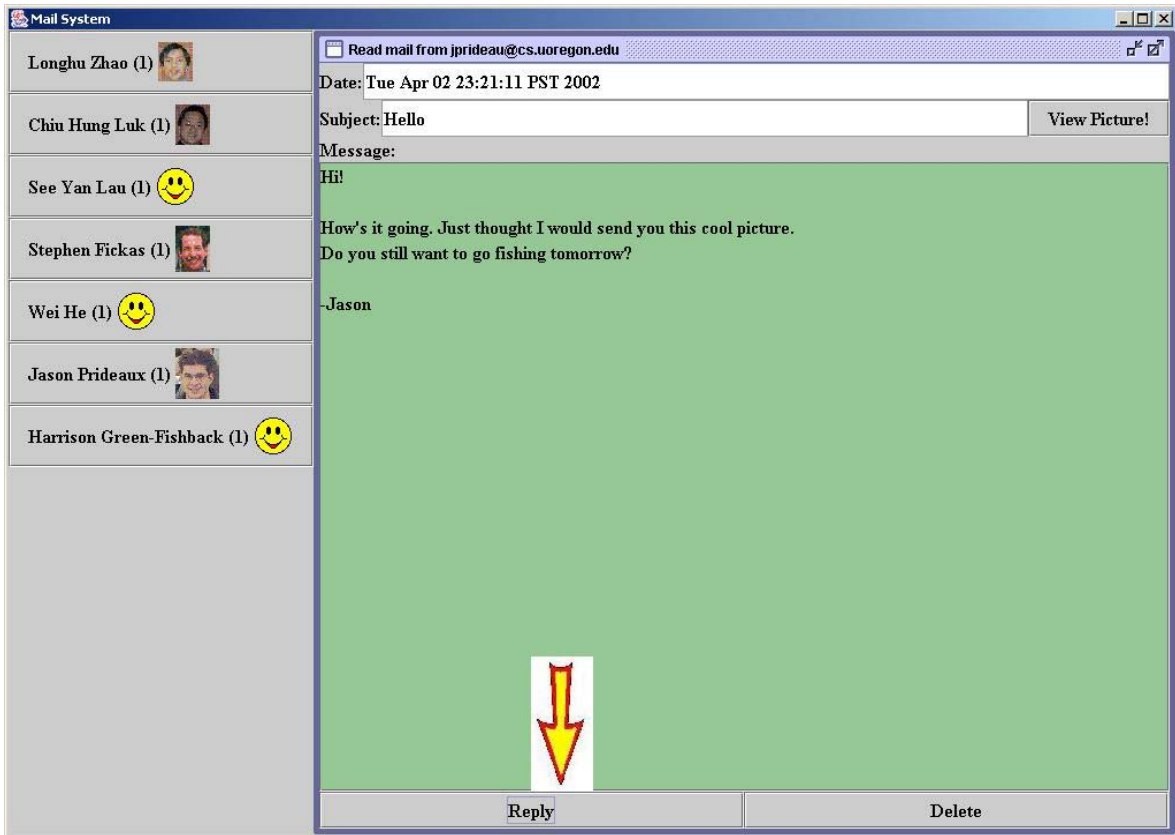 Mail System
Longhu Zhao (1)
Chiu Hung Luk (1)
See Yan Lau (1)
Stephen Fickas (1)
Wei He (1)
Jason Prideaux (1)
Harrison Green-Fishback (1)
Read mail from jprideau@cs.uoregon.edu
Date: Tue Apr 02 23:21:11 PST 2002
Subject: Hello View Picture!
Message:
Hi!
How's it going. Just thought I would send you this cool picture.
Do you still want to go fishing tomorrow?
-Jason
Reply Delete